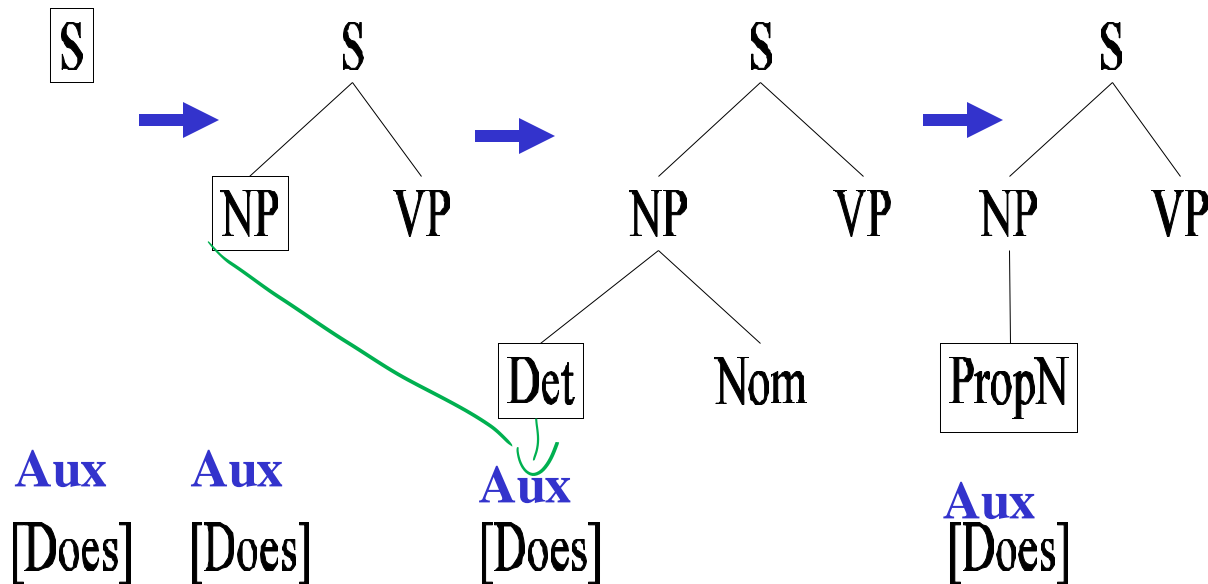 S S S S
NP VP NP VP NP VP
Det Nom PropN
Aux Aux Aux Aux
[Does] [Does] [Does] [Does]